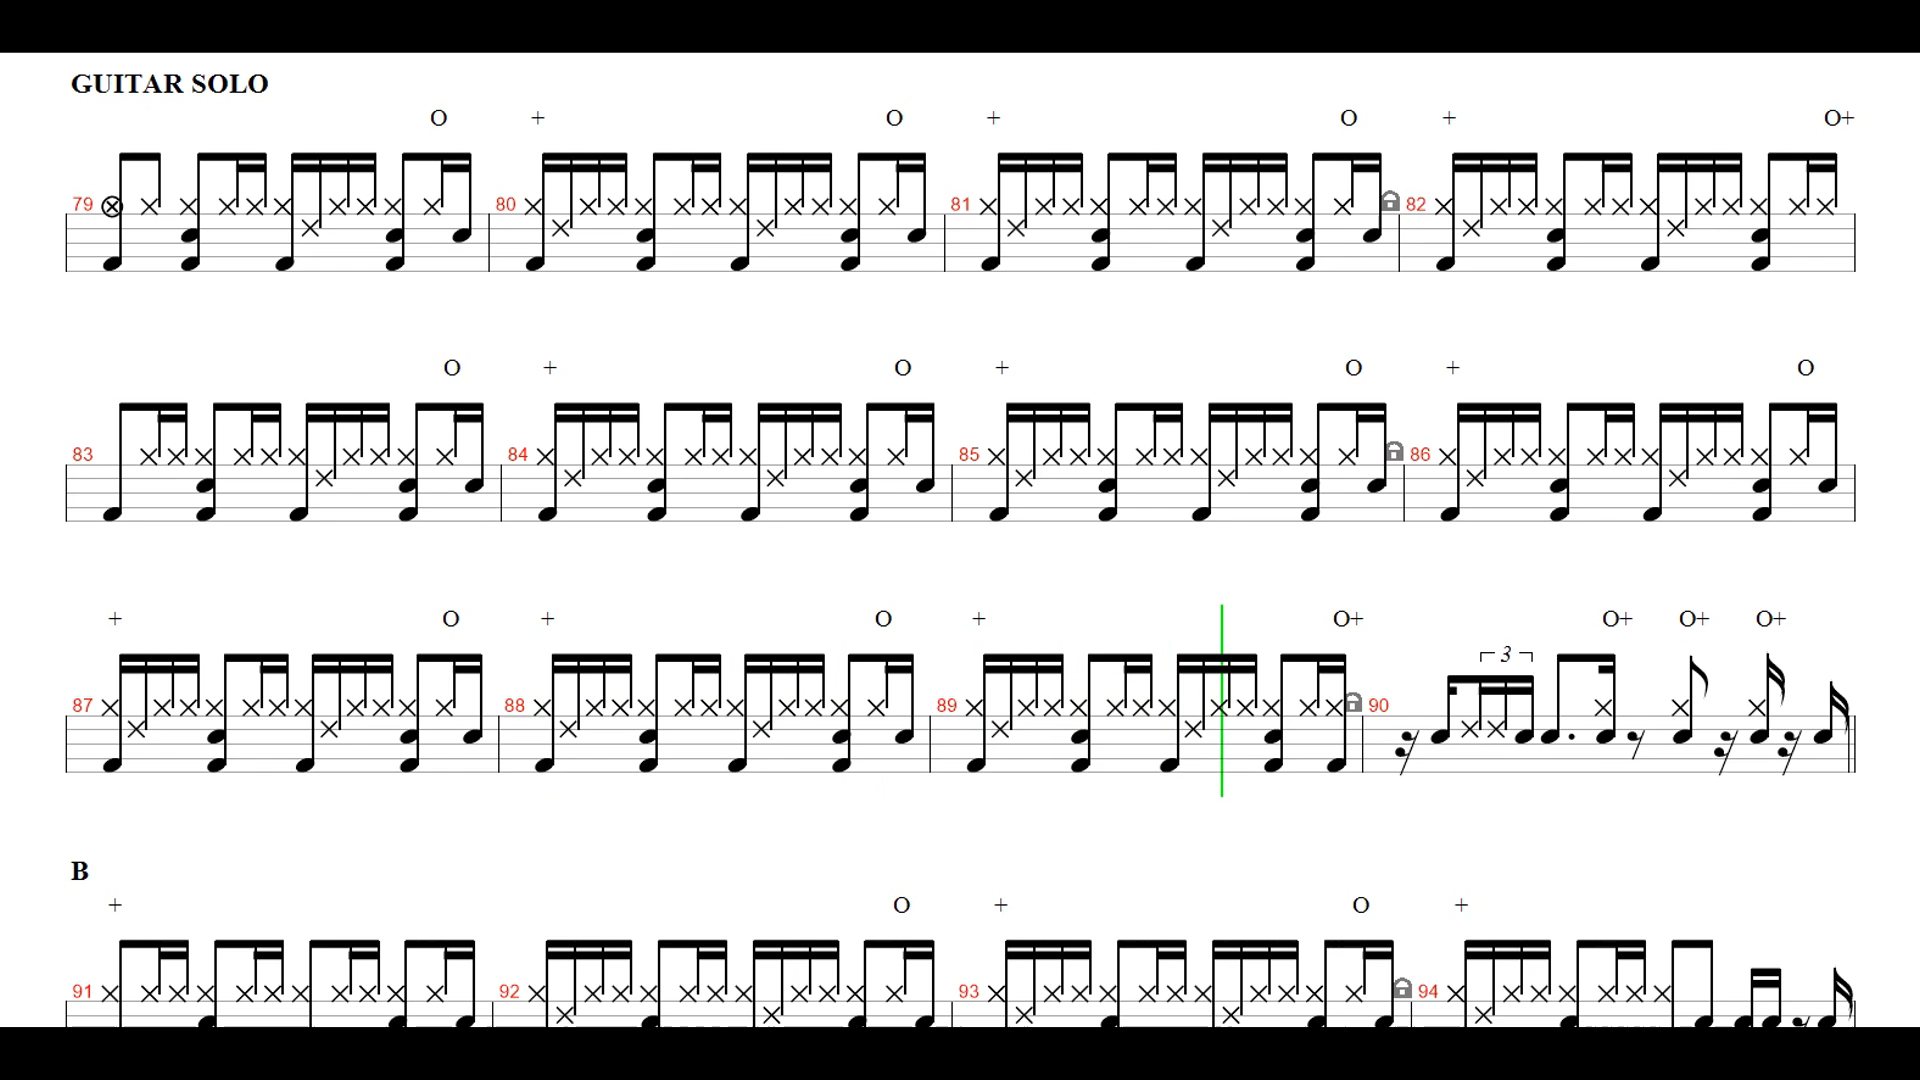 GUITAR SOLO
O + O + O + O+
79 80 81 82
O + O + O + O
83 84 85 86
+ O + O + O+ O+ O+ O+
3
87 88 89 90
B
+ O + O +
91 92 93 94